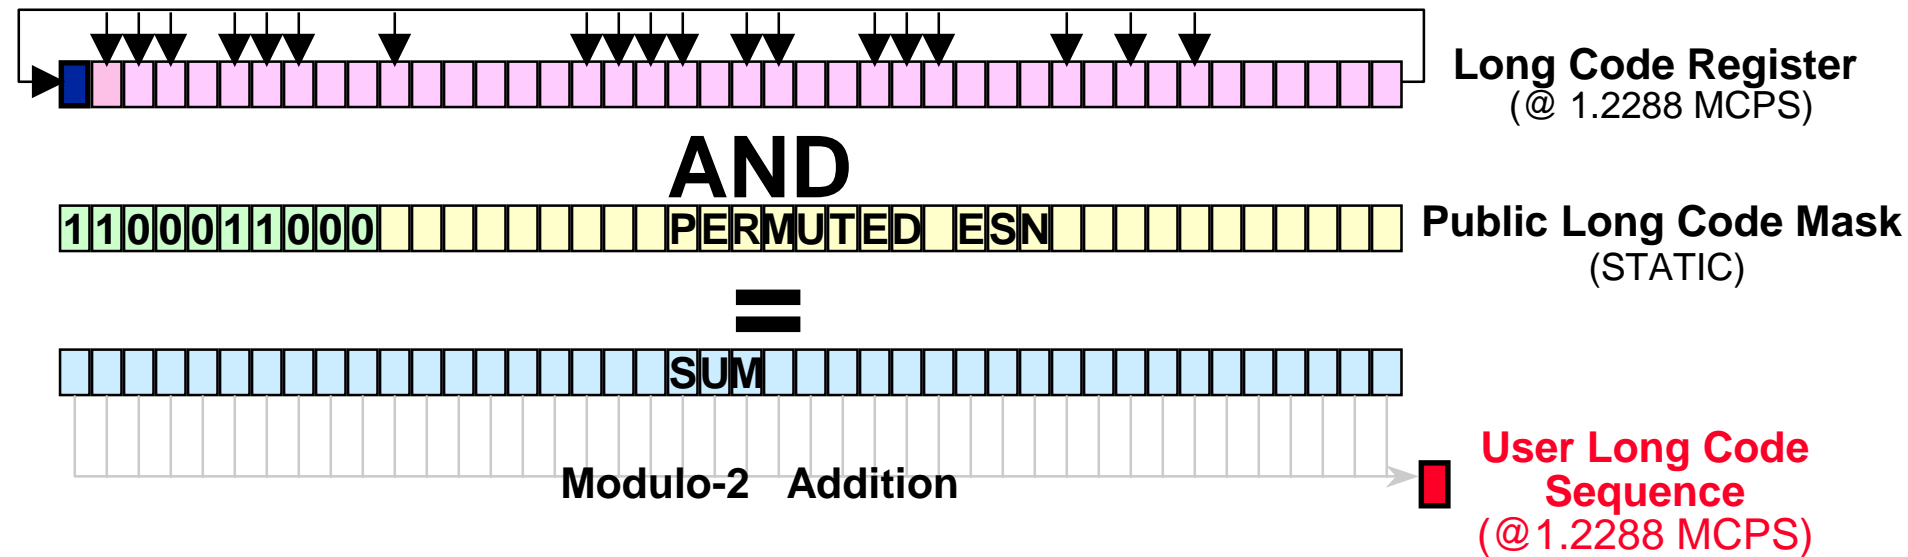 Long Code Register
(@ 1.2288 MCPS)
AND
1100011000 PERMUTED ESN
Public Long Code Mask
(STATIC)
=
SUM
Modulo-2 Addition
User Long Code
Sequence
(@1.2288 MCPS)